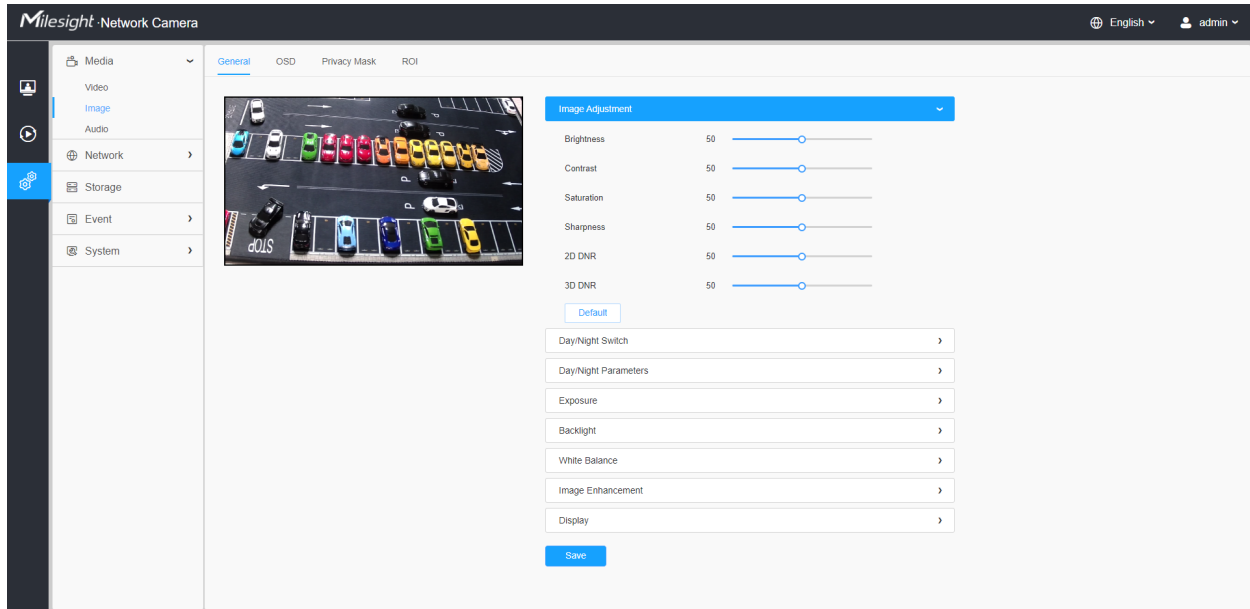 Milesight · Network Camera
English
admin
Media
Video
Image
Audio
Network
Storage
Event
System
General
OSD
Privacy Mask
ROI
P
P
P
P
STOP
Image Adjustment
Brightness
50
Contrast
50
Saturation
50
Sharpness
50
2D DNR
50
3D DNR
50
Default
Day/Night Switch
Day/Night Parameters
Exposure
Backlight
White Balance
Image Enhancement
Display
Save